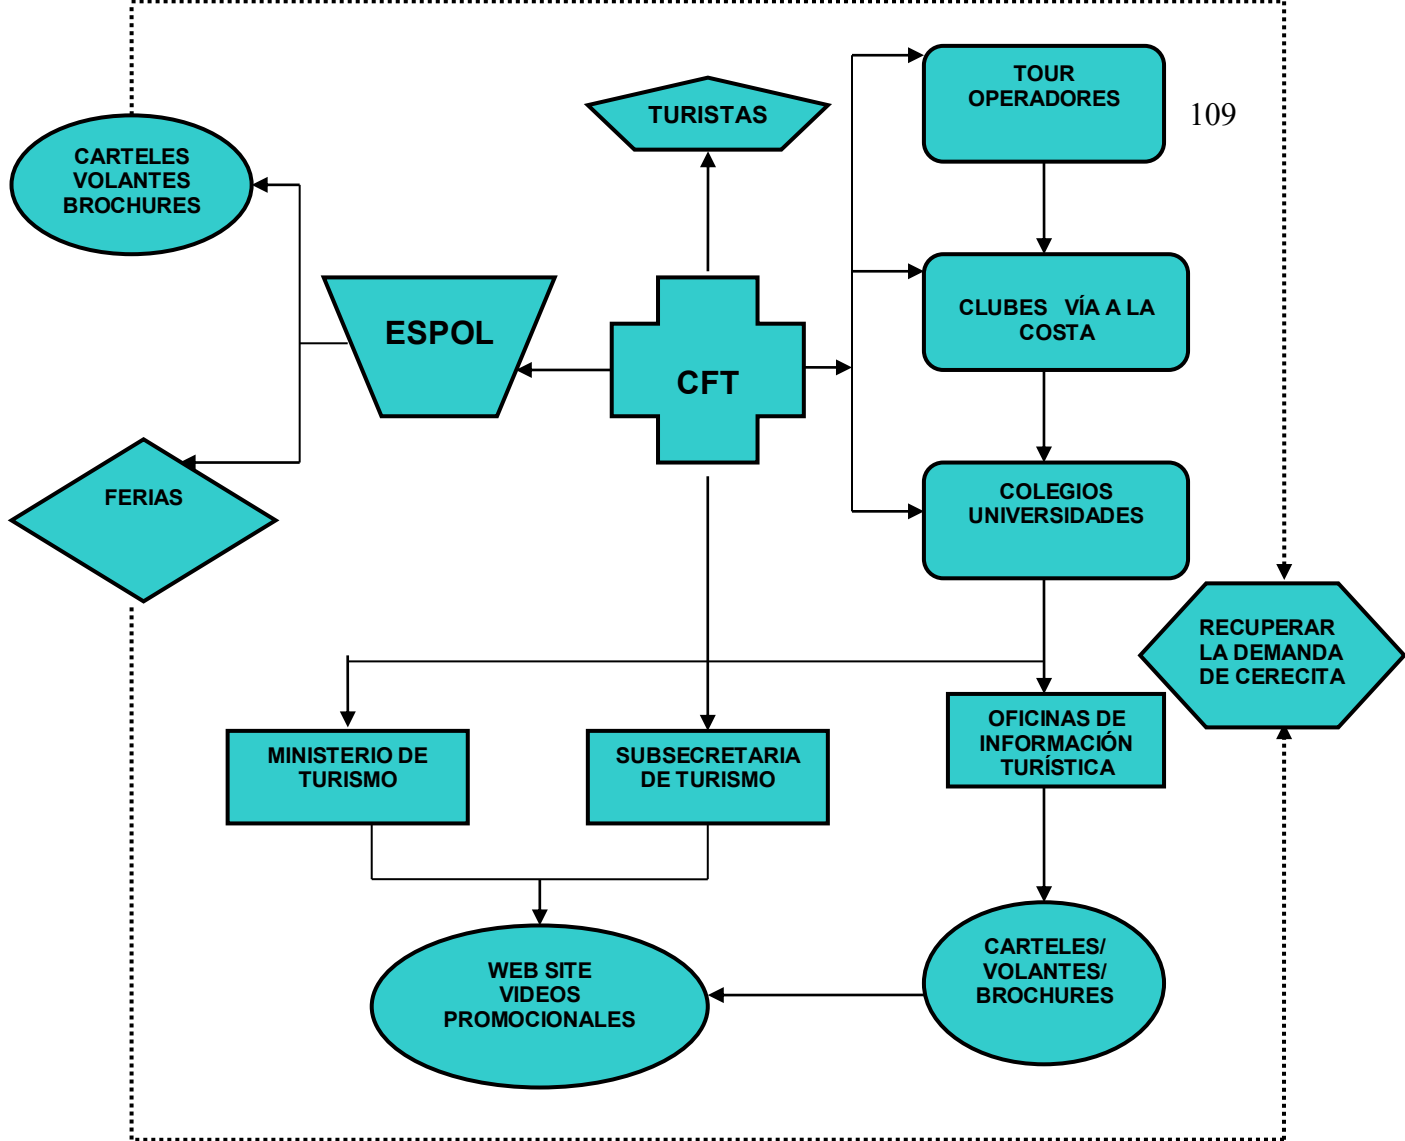 TOUR
OPERADORES
109
TURISTAS
CARTELES
VOLANTES
BROCHURES
ESPOL
CFT
CLUBES VÍA A LA
COSTA
FERIAS
COLEGIOS
UNIVERSIDADES
RECUPERAR
LA DEMANDA
DE CERECITA
MINISTERIO DE
TURISMO
SUBSECRETARIA
DE TURISMO
OFICINAS DE
INFORMACIÓN
TURÍSTICA
WEB SITE
VIDEOS
PROMOCIONALES
CARTELES/
VOLANTES/
BROCHURES